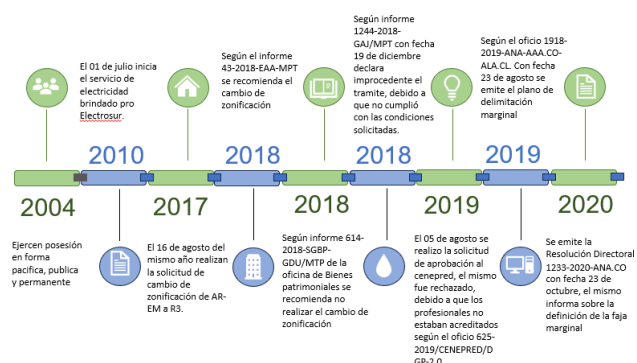 El 01 de julio inicia
el servicio de
electricidad
brindado pro
Electrosur.
Según el informe
43-2018-EAA-MPT
se recomienda el
cambio de
zonificación
Según informe
1244-2018-
GAJ/MPT con fecha
19 de diciembre
declara
improcedente el
tramite, debido a
que no cumplió
con las condiciones
solicitadas.
Según el oficio 1918-
2019-ANA-AAA.CO-
ALA.CL. Con fecha
23 de agosto se
emite el plano de
delimitación
marginal
2010
2018
2018
2019
2004
2017
2018
2019
2020
Ejercen posesión en
forma
pacifica, publica y
permanente
El 16 de agosto del
mismo año realizan
la solicitud de
cambio de
zonificación de AR-
EM a R3.
Según informe 614-
2018-SGBP-
GDU/MTP de la
oficina de Bienes
patrimoniales se
recomienda no
realizar el cambio de
zonificación
El 05 de agosto se
realizo la solicitud
de aprobación al
cenepred, el mismo
fue rechazado,
debido a que los
profesionales no
estaban acreditados
según el oficio 625-
2019/CENEPRED/D
GP-2.0
Se emite la
Resolución Directoral
1233-2020-ANA.CO
con fecha 23 de
octubre, el mismo
informa sobre la
definición de la faja
marginal